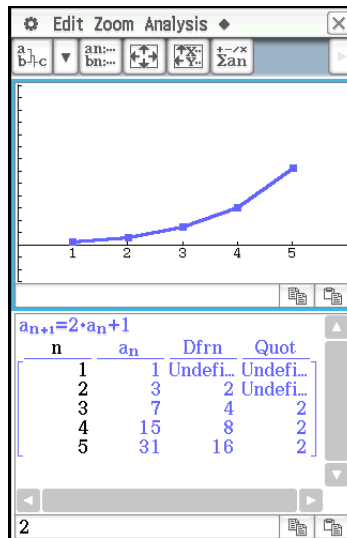 Edit Zoom Analysis
a b c an:… bn:… X… Y… +−/× Σan
1 2 3 4 5
aₙ₊₁=2·aₙ+1
n aₙ Dfrn Quot
1 1 Undefi… Undefi…
2 3 2 Undefi…
3 7 4 2
4 15 8 2
5 31 16 2
2